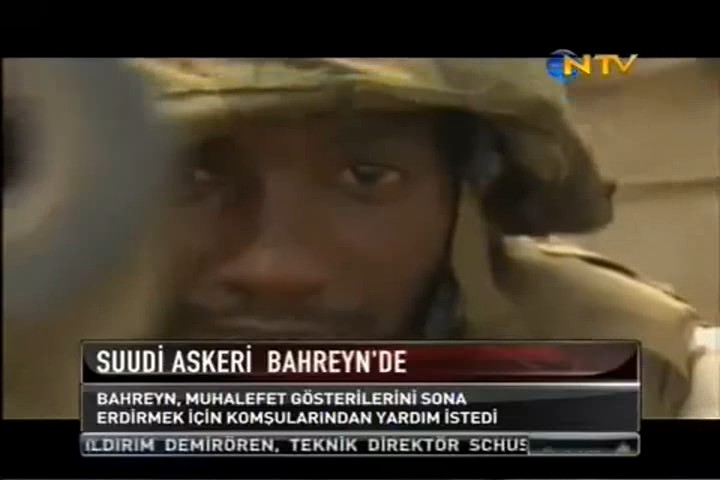 NTV
SUUDİ ASKERİ BAHREYN'DE
BAHREYN, MUHALEFET GÖSTERİLERİNİ SONA
ERDİRMEK İÇİN KOMŞULARINDAN YARDIM İSTEDİ
DEMİRÖREN, TEKNİK DİREKTÖR